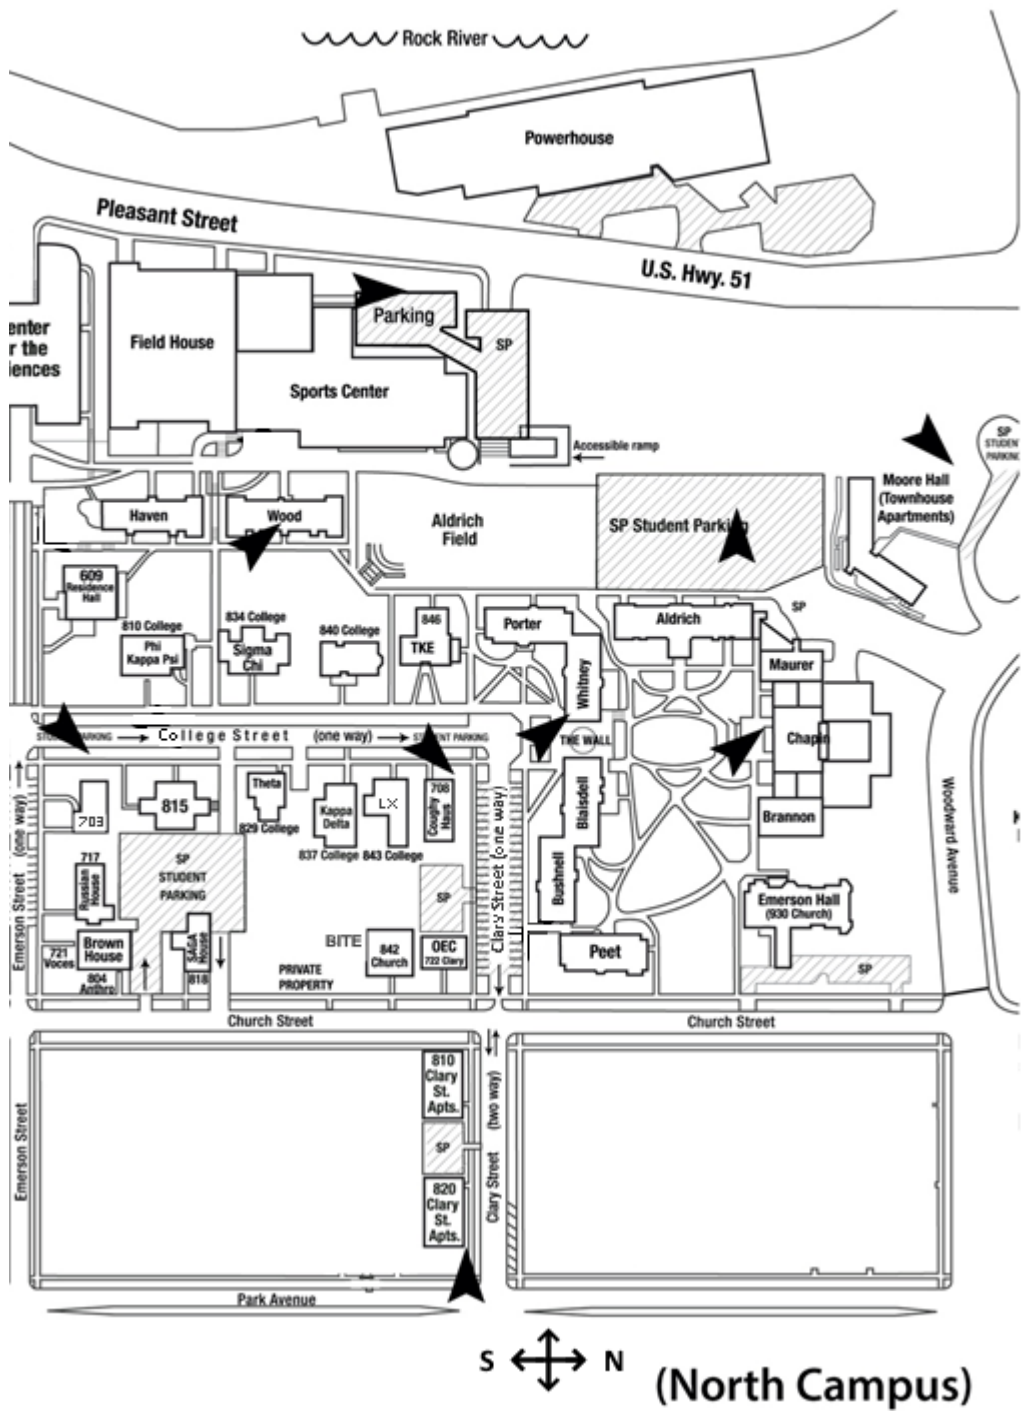 Rock River
Powerhouse
Pleasant Street
U.S. Hwy. 51
enter
r the
iences
Field House
Parking
SP
Sports Center
Accessible ramp
SP
STUDENT
PARKING
Moore Hall
(Townhouse
Apartments)
Haven
Wood
Aldrich
Field
SP Student Parking
609
Residence
Hall
810 College
Phi
Kappa Psi
834 College
Sigma
Chi
840 College
846
TKE
Porter
Whitney
Aldrich
SP
Maurer
Chapin
Brannon
THE WALL
STUDENT PARKING
College Street
(one way)
STUDENT PARKING
703
815
Theta
829 College
Kappa
Delta
837 College
LX
843 College
708
Coughy
Haus
Clary Street (one way)
Blaisdell
Bushnell
Woodward Avenue
Emerson Street (one way)
717
Russian
House
SP
STUDENT
PARKING
SP
Emerson Hall
(930 Church)
721
Voces
Brown
House
804
Anthro
SAGA
House
818
PRIVATE
PROPERTY
BITE
842
Church
OEC
722 Clary
Peet
SP
Church Street
Church Street
Emerson Street
810
Clary
St.
Apts.
SP
820
Clary
St.
Apts.
Clary Street (two way)
Park Avenue
S N
(North Campus)